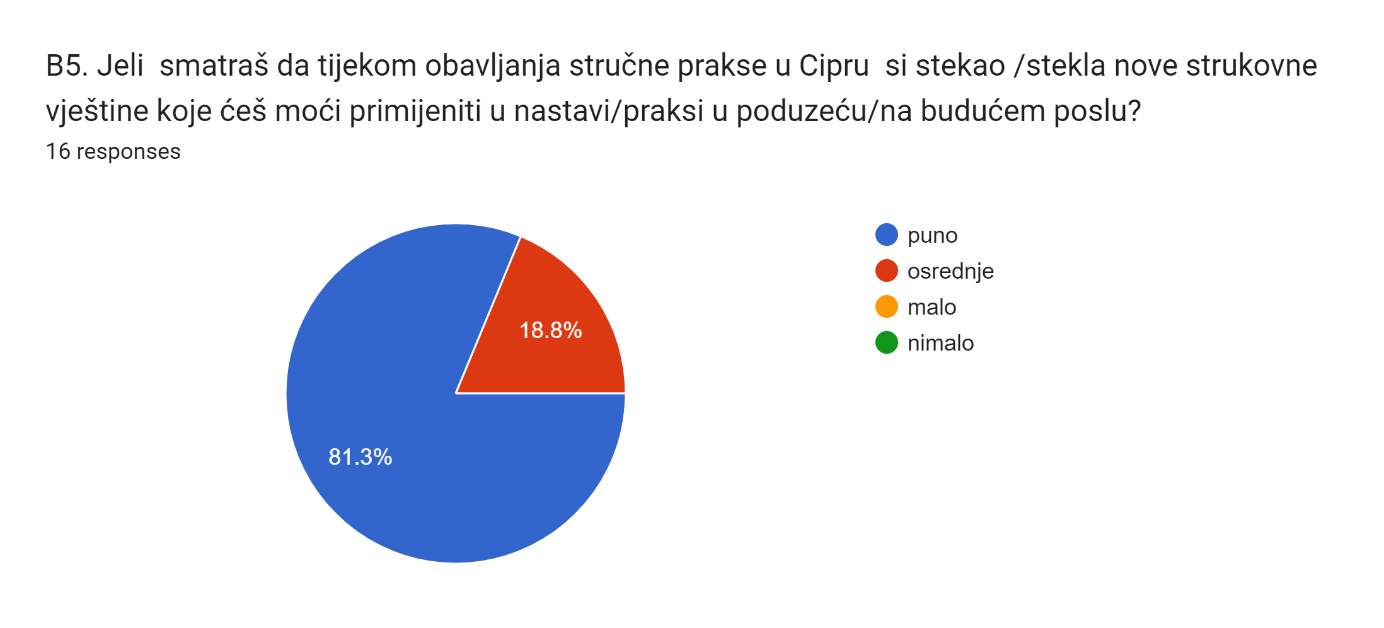 B5. Jeli  smatraš da tijekom obavljanja stručne prakse u Cipru  si stekao /stekla nove strukovne
vještine koje ćeš moći primijeniti u nastavi/praksi u poduzeću/na budućem poslu?
16 responses
puno
osrednje
malo
nimalo
18.8%
81.3%